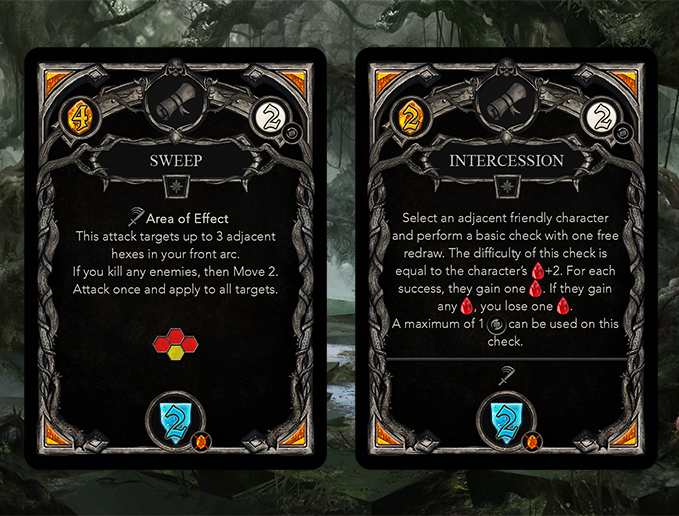 4
2
SWEEP
Area of Effect
This attack targets up to 3 adjacent
hexes in your front arc.
If you kill any enemies, then Move 2.
Attack once and apply to all targets.
2
2
2
INTERCESSION
Select an adjacent friendly character
and perform a basic check with one free
redraw. The difficulty of this check is
equal to the character's +2. For each
success, they gain one . If they gain
any , you lose one .
A maximum of 1 can be used on this
check.
2